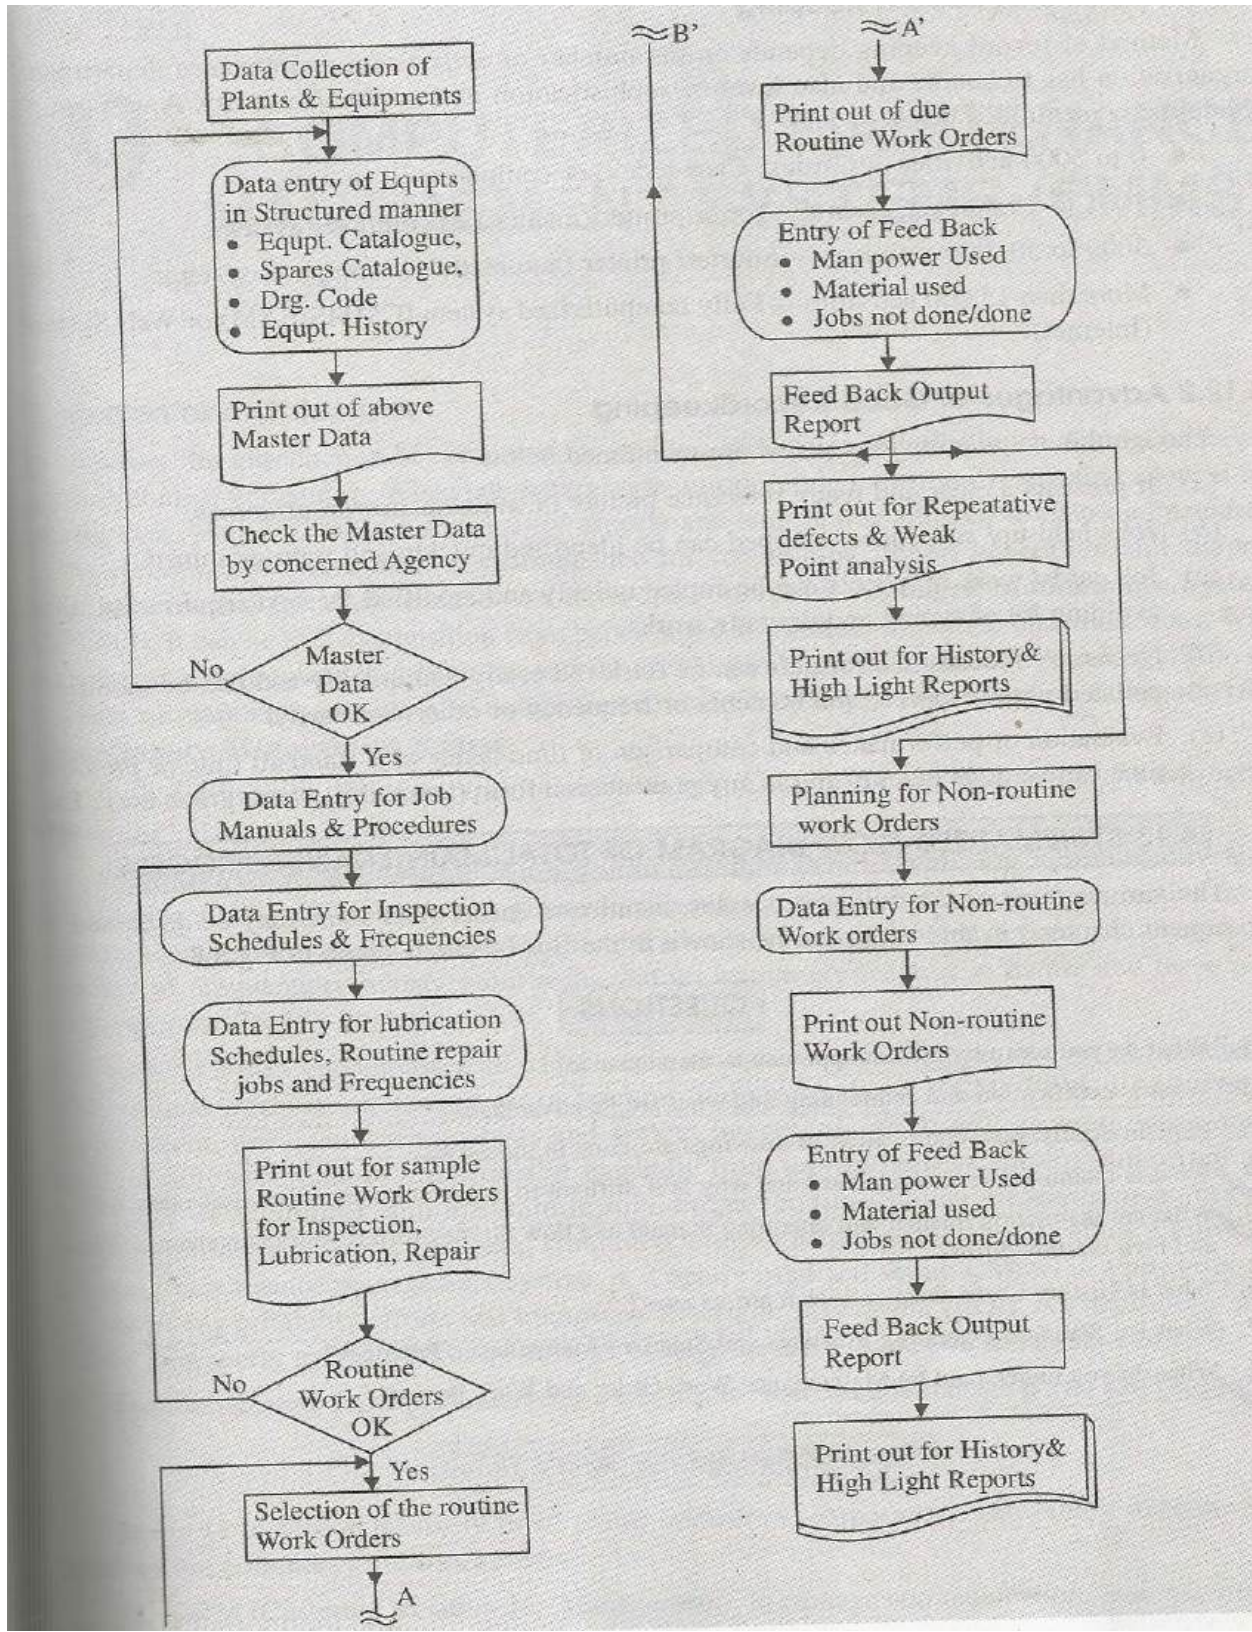 Data Collection of
Plants & Equipments
Data entry of Equpts
in Structured manner
• Equpt. Catalogue,
• Spares Catalogue,
• Drg. Code
• Equpt. History
Print out of above
Master Data
Check the Master Data
by concerned Agency
No
Master
Data
OK
Yes
Data Entry for Job
Manuals & Procedures
Data Entry for Inspection
Schedules & Frequencies
Data Entry for lubrication
Schedules, Routine repair
jobs and Frequencies
Print out for sample
Routine Work Orders
for Inspection,
Lubrication, Repair
No
Routine
Work Orders
OK
Yes
Selection of the routine
Work Orders
A
B’
A’
Print out of due
Routine Work Orders
Entry of Feed Back
• Man power Used
• Material used
• Jobs not done/done
Feed Back Output
Report
Print out for Repeatative
defects & Weak
Point analysis
Print out for History&
High Light Reports
Planning for Non-routine
work Orders
Data Entry for Non-routine
Work orders
Print out Non-routine
Work Orders
Entry of Feed Back
• Man power Used
• Material used
• Jobs not done/done
Feed Back Output
Report
Print out for History&
High Light Reports